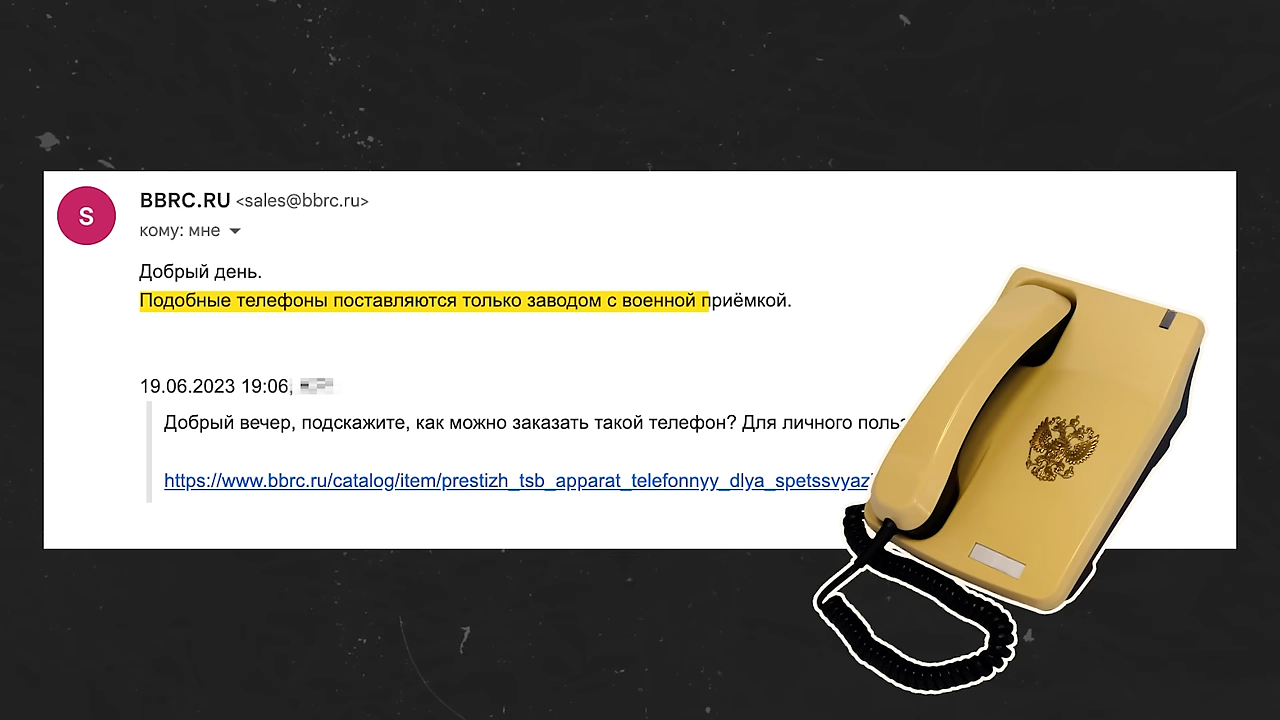 S
BBRC.RU <sales@bbrc.ru>
кому: мне
Добрый день.
Подобные телефоны поставляются только заводом с военной приёмкой.
19.06.2023 19:06,
Добрый вечер, подскажите, как можно заказать такой телефон? Для личного
https://www.bbrc.ru/catalog/item/prestizh_tsb_apparat_telefonnyy_dlya_spetssvyaz